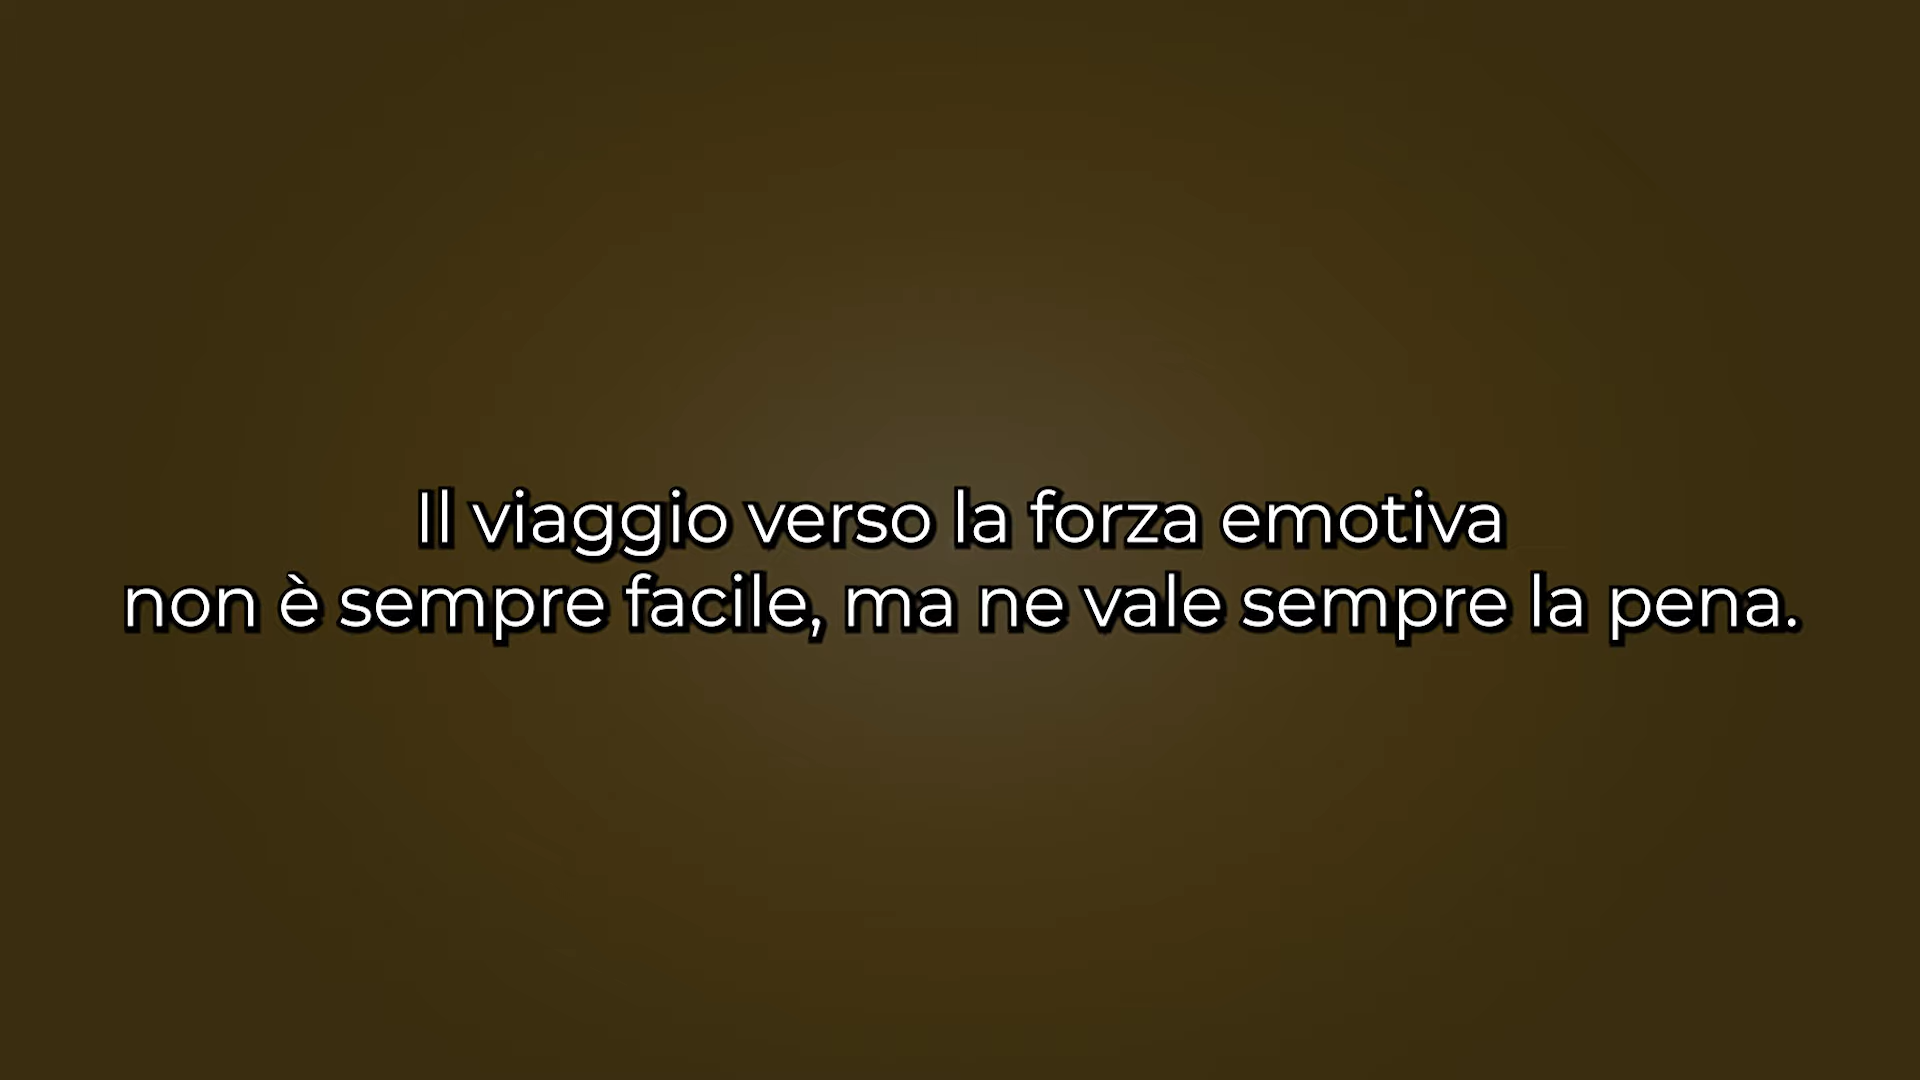 Il viaggio verso la forza emotiva
non è sempre facile, ma ne vale sempre la pena.